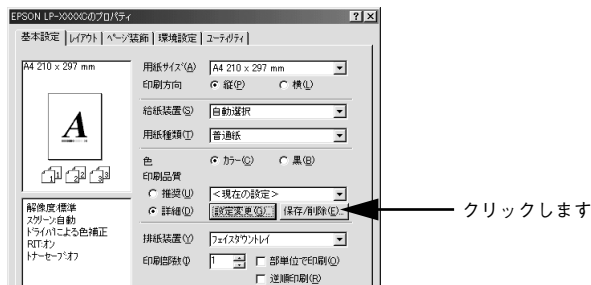 EPSON LP-XXXXCのプロパティ
基本設定 レイアウト ページ装飾 環境設定 ユーティリティ
A4 210 x 297 mm
用紙サイズ(A) A4 210 x 297 mm
印刷方向 縦(P) 横(L)
給紙装置(S) 自動選択
A
用紙種類(T) 普通紙
色 カラー(C) 黒(B)
印刷品質
1 2 3
推奨(U) <現在の設定>
詳細(D) 設定変更(G)... 保存/削除(E)...
クリックします
解像度:標準
スクリーン:自動
ドライバによる色補正
RIT:オン
トナーセーブ:オフ
排紙装置(Y) フェイスダウントレイ
印刷部数(I) 1 部単位で印刷(O)
逆順印刷(R)